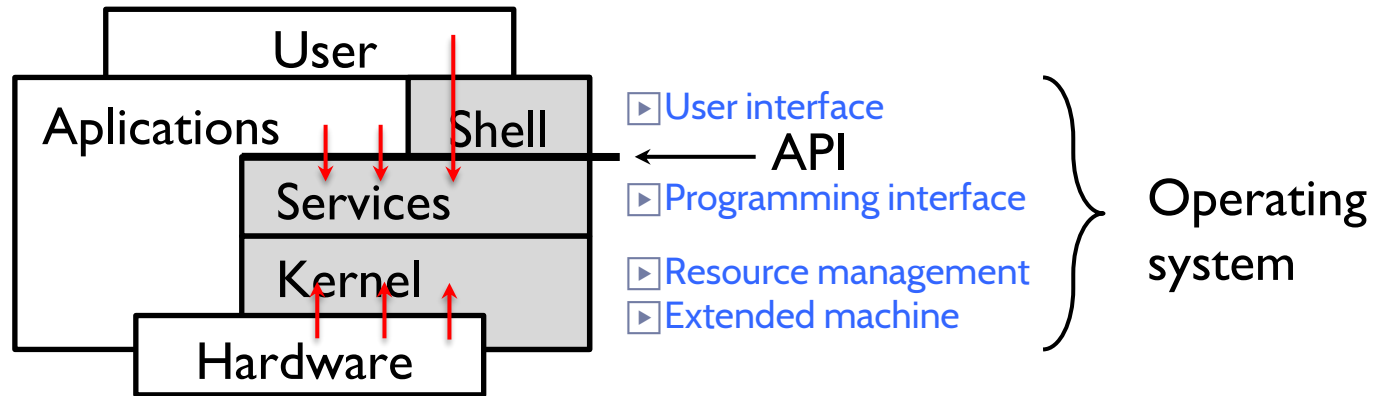 User
Aplications
Shell
User interface
API
Services
Programming interface
Operating
system
Kernel
Resource management
Extended machine
Hardware